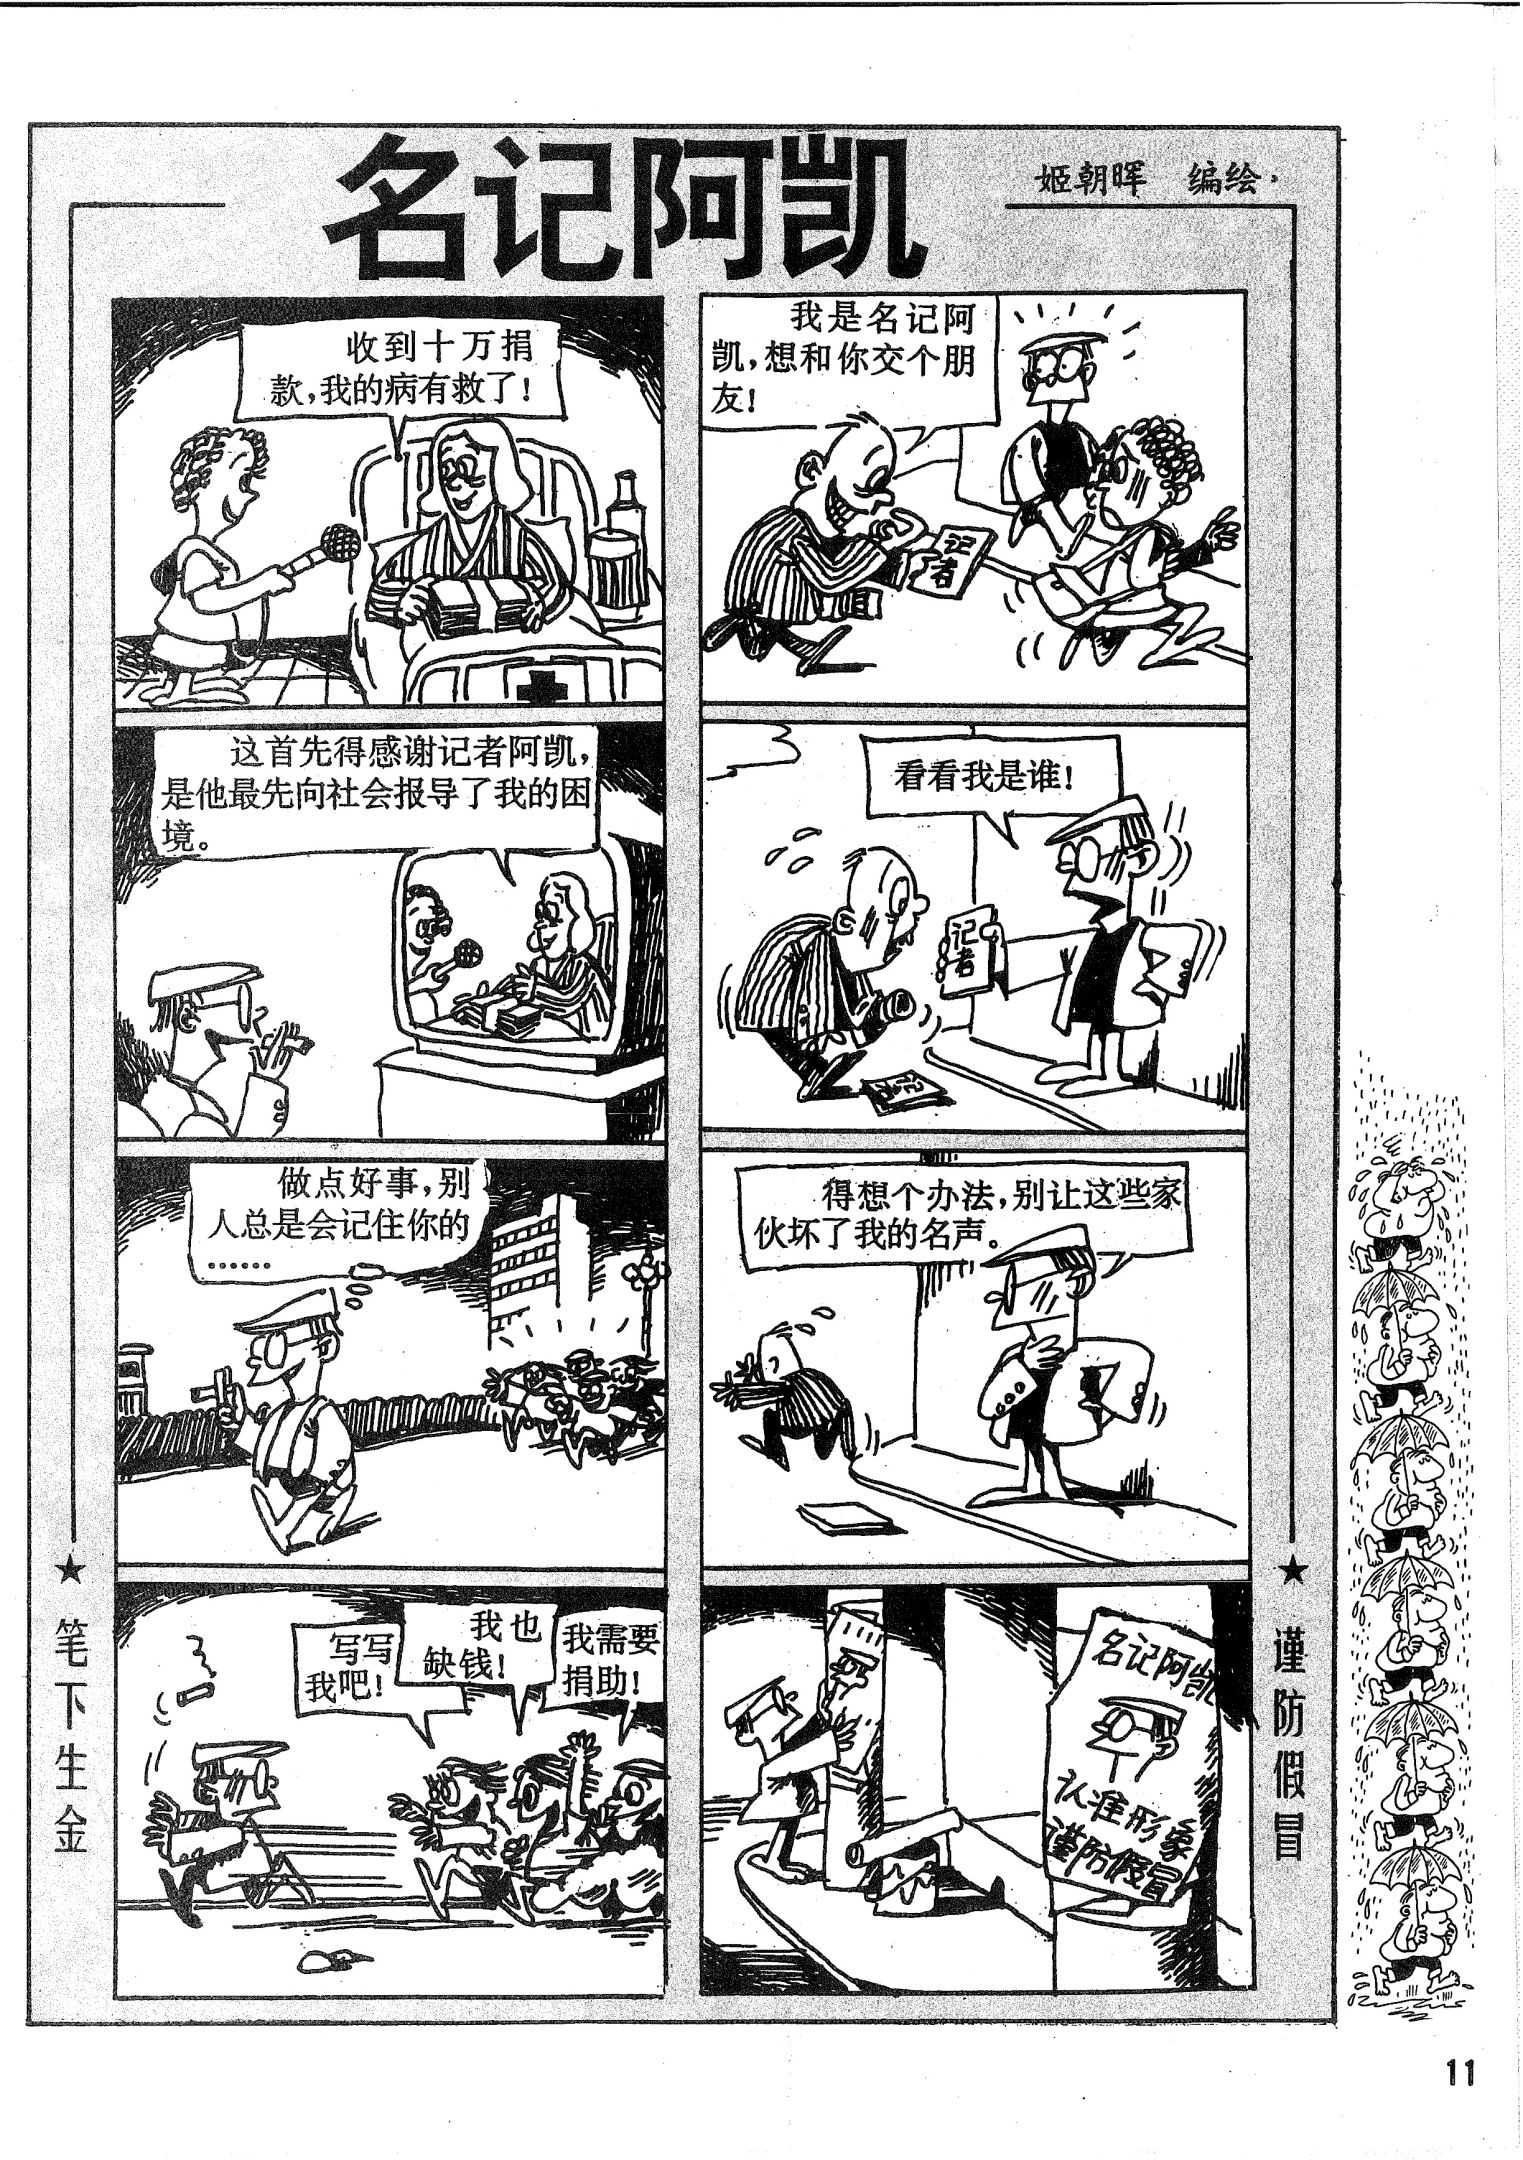 名记阿凯
姬朝晖 编绘
收到十万捐
款，我的病有救了！
这首先得感谢记者阿凯，
是他最先向社会报导了我的困
境。
做点好事，别
人总是会记住你的
……
写写
我吧！
我也
缺钱！
我需要
捐助！
★笔下生金
我是名记阿
凯，想和你交个朋
友！
记
者
看看我是谁！
记
者
得想个办法，别让这些家
伙坏了我的名声。
名记阿凯
认准形象
谨防假冒
★谨防假冒
11